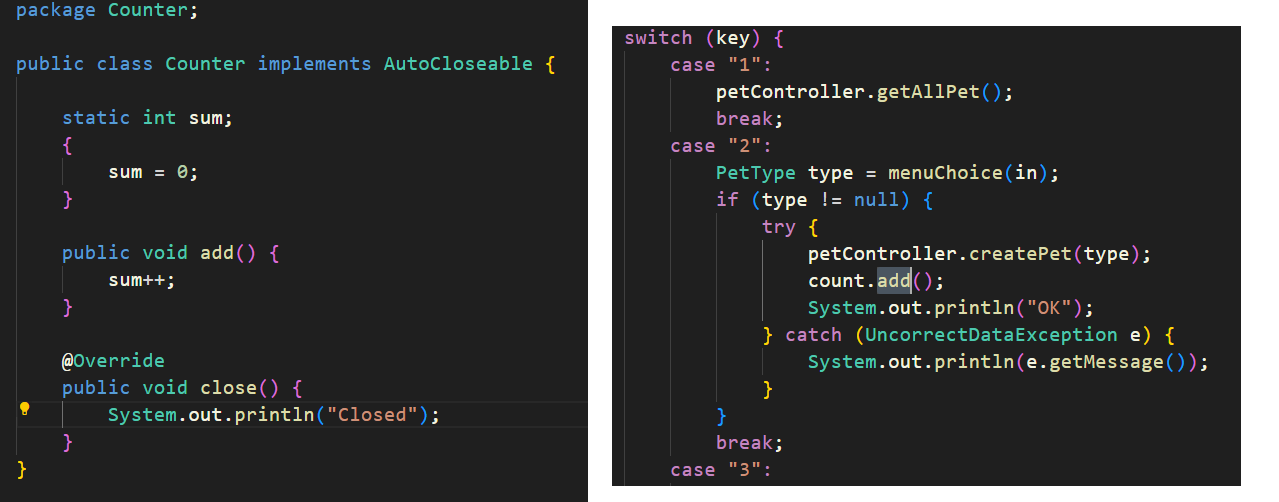 package Counter;
public class Counter implements AutoCloseable {
static int sum;
{
sum = 0;
}
public void add() {
sum++;
}
@Override
public void close() {
System.out.println("Closed");
}
}
switch (key) {
case "1":
petController.getAllPet();
break;
case "2":
PetType type = menuChoice(in);
if (type != null) {
try {
petController.createPet(type);
count.add();
System.out.println("OK");
} catch (UncorrectDataException e) {
System.out.println(e.getMessage());
}
}
break;
case "3":